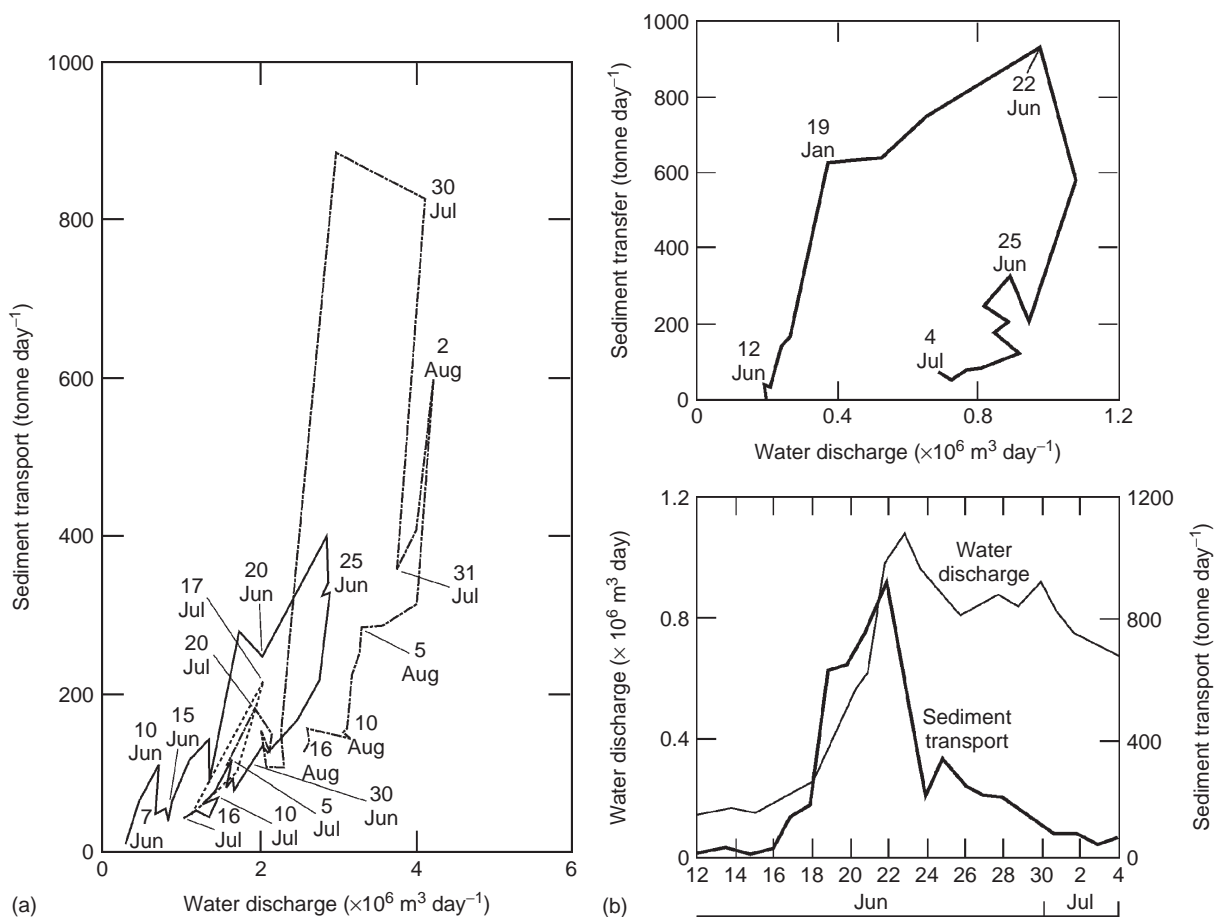 1000
800
600
400
200
0
Sediment transport (tonne day⁻¹)
0
2
4
6
Water discharge (×10⁶ m³ day⁻¹)
(a)
30
Jul
2
Aug
31
Jul
5
Aug
10
Aug
16
Aug
25
Jun
20
Jun
17
Jul
20
Jul
15
Jun
10
Jun
7
Jun
16
Jul
10
Jul
5
Jul
30
Jun
1000
800
600
400
200
0
Sediment transfer (tonne day⁻¹)
0
0.4
0.8
1.2
Water discharge (×10⁶ m³ day⁻¹)
22
Jun
19
Jan
25
Jun
4
Jul
12
Jun
1.2
0.8
0.4
0
Water discharge (× 10⁶ m³ day)
1200
800
400
0
Sediment transport (tonne day⁻¹)
Water
discharge
Sediment
transport
12 14 16 18 20 22 24 26 28 30 2 4
Jun Jul
(b)